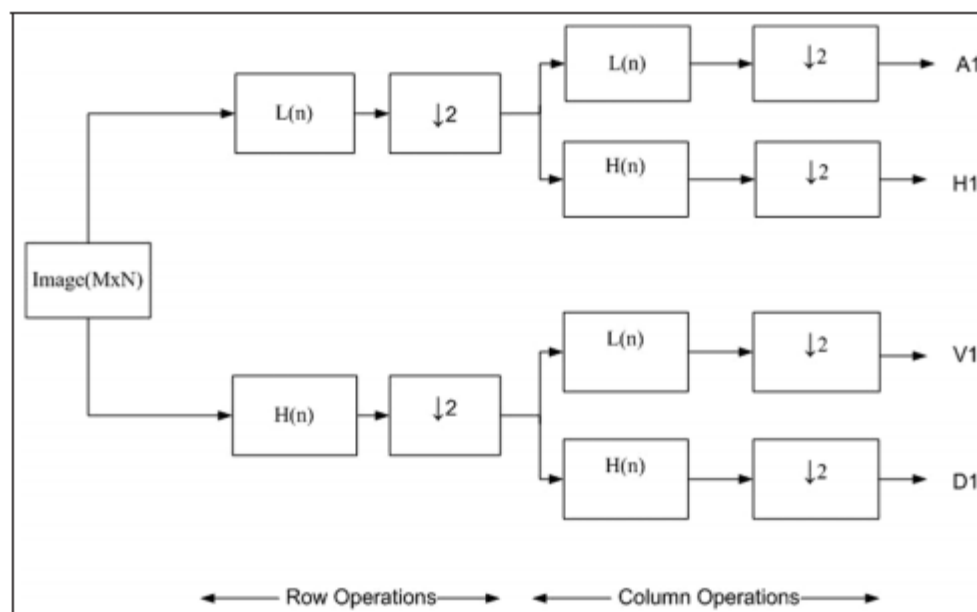 L(n)
↓2
A1
L(n)
↓2
H(n)
↓2
H1
Image(MxN)
L(n)
↓2
V1
H(n)
↓2
H(n)
↓2
D1
Row Operations
Column Operations